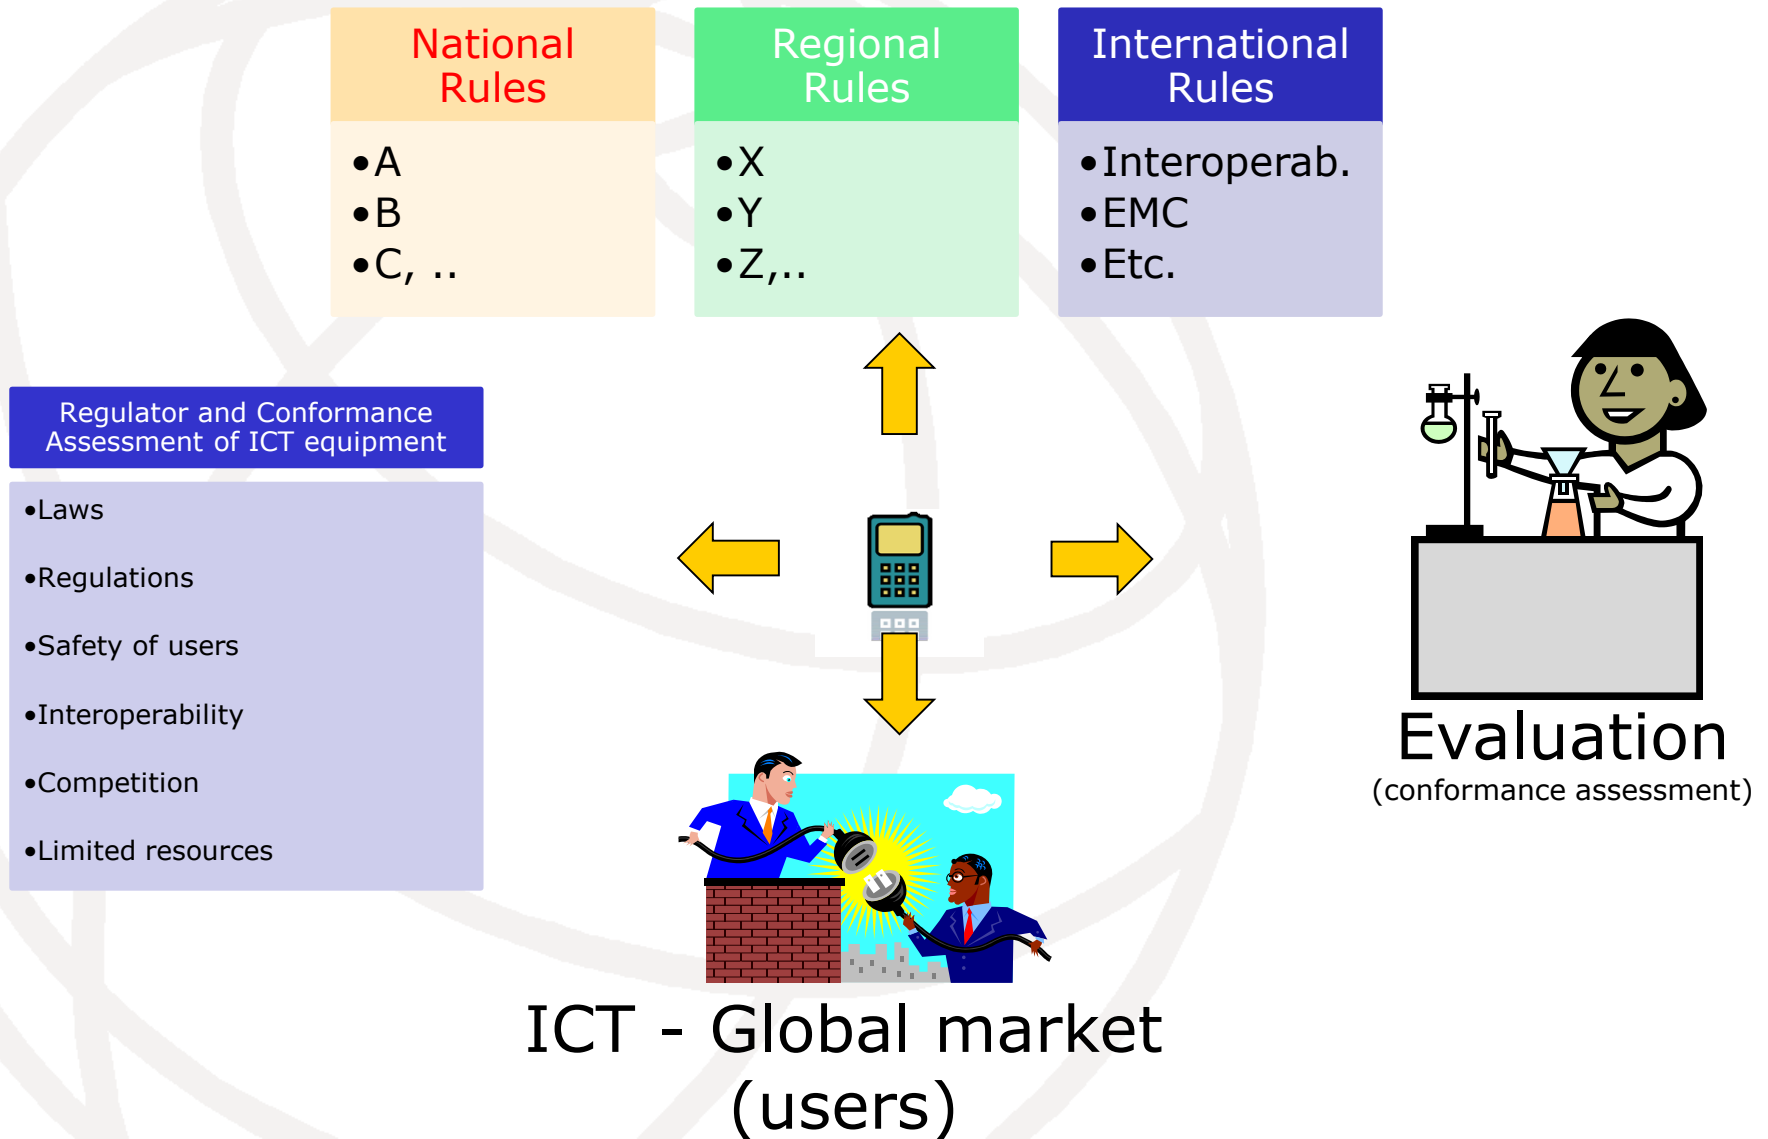 National
Rules
•A
•B
•C, ..
Regional
Rules
•X
•Y
•Z,..
International
Rules
•Interoperab.
•EMC
•Etc.
Regulator and Conformance
Assessment of ICT equipment
•Laws
•Regulations
•Safety of users
•Interoperability
•Competition
•Limited resources
Evaluation
(conformance assessment)
ICT - Global market
(users)